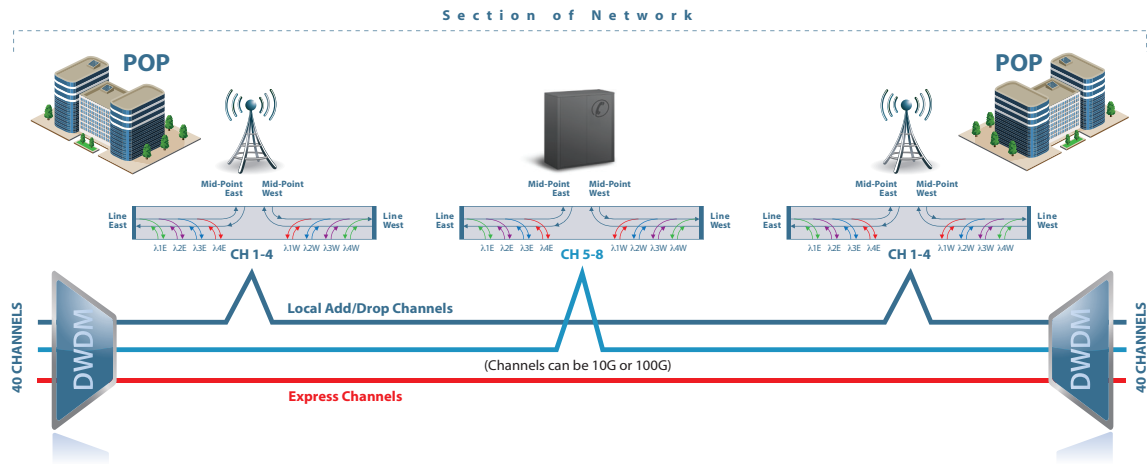 Section of Network
POP
POP
Mid-Point East
Mid-Point West
Mid-Point East
Mid-Point West
Mid-Point East
Mid-Point West
Line East
Line West
Line East
Line West
Line East
Line West
λ1E λ2E λ3E λ4E λ1W λ2W λ3W λ4W
λ1E λ2E λ3E λ4E λ1W λ2W λ3W λ4W
λ1E λ2E λ3E λ4E λ1W λ2W λ3W λ4W
CH 1-4
CH 5-8
CH 1-4
40 CHANNELS
DWDM
Local Add/Drop Channels
(Channels can be 10G or 100G)
Express Channels
DWDM
40 CHANNELS